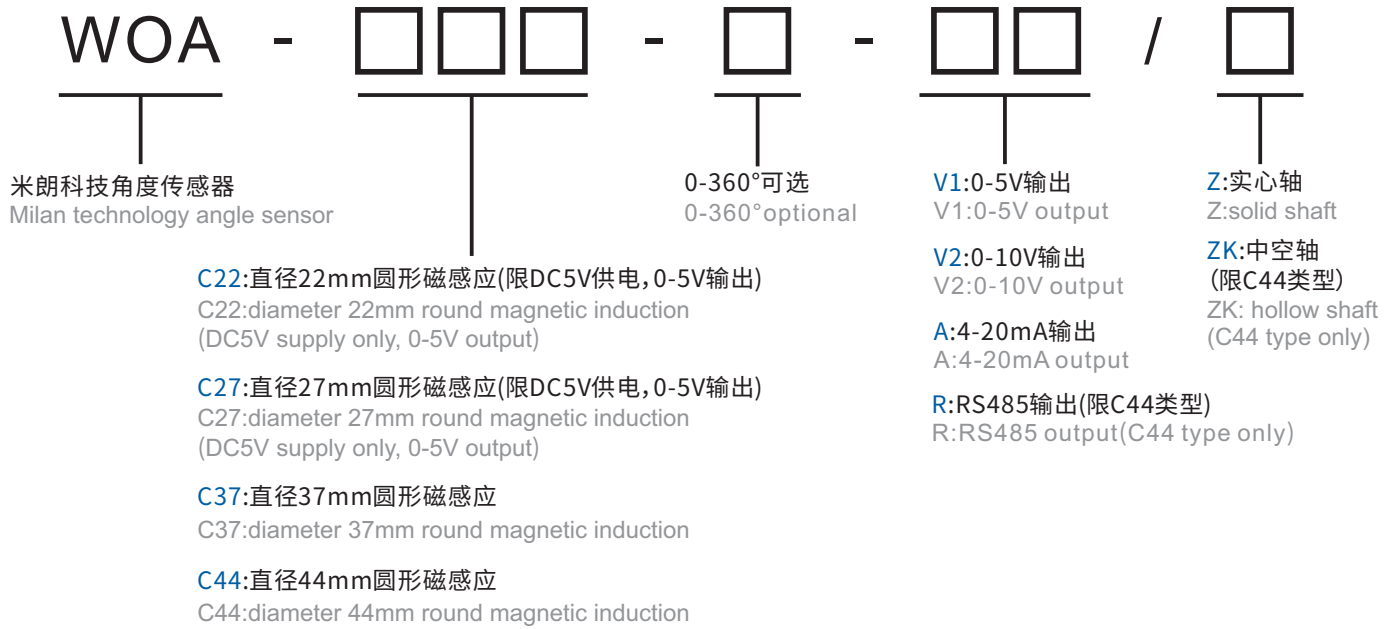 WOA - □□□ - □ - □□ / □
米朗科技角度传感器
Milan technology angle sensor
C22:直径22mm圆形磁感应(限DC5V供电,0-5V输出)
C22:diameter 22mm round magnetic induction
(DC5V supply only, 0-5V output)
C27:直径27mm圆形磁感应(限DC5V供电,0-5V输出)
C27:diameter 27mm round magnetic induction
(DC5V supply only, 0-5V output)
C37:直径37mm圆形磁感应
C37:diameter 37mm round magnetic induction
C44:直径44mm圆形磁感应
C44:diameter 44mm round magnetic induction
0-360°可选
0-360°optional
V1:0-5V输出
V1:0-5V output
V2:0-10V输出
V2:0-10V output
A:4-20mA输出
A:4-20mA output
R:RS485输出(限C44类型)
R:RS485 output(C44 type only)
Z:实心轴
Z:solid shaft
ZK:中空轴
(限C44类型)
ZK: hollow shaft
(C44 type only)